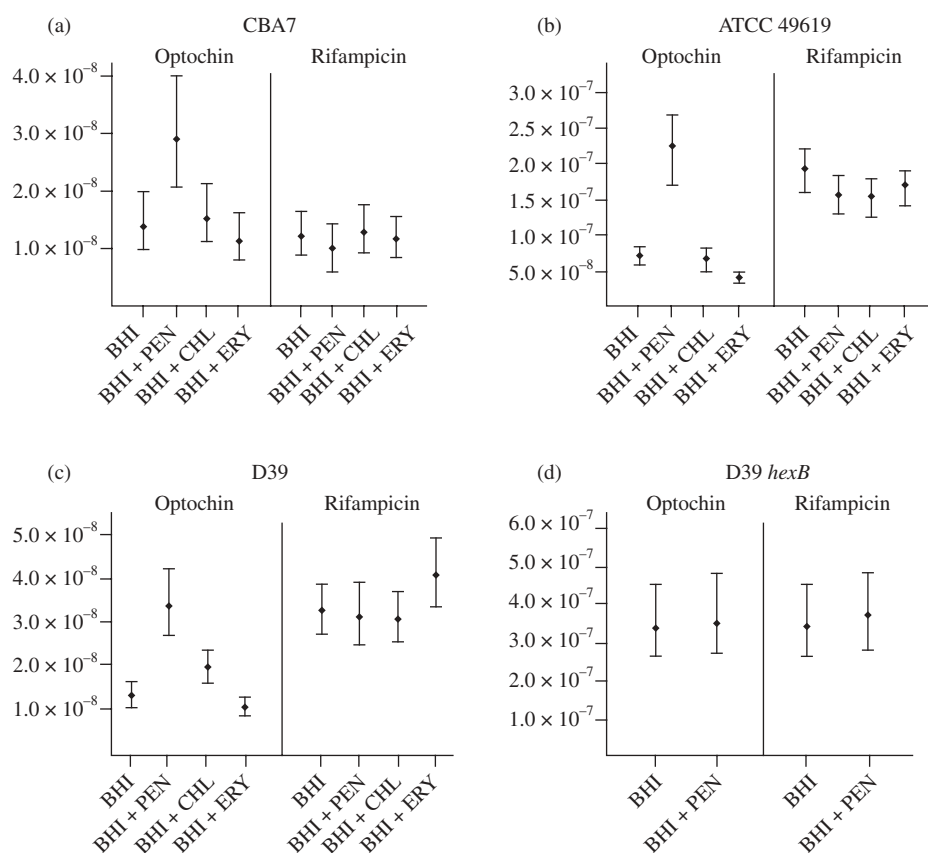 (a) CBA7
Optochin Rifampicin
4.0 × 10⁻⁸
3.0 × 10⁻⁸
2.0 × 10⁻⁸
1.0 × 10⁻⁸
BHI
BHI + PEN
BHI + CHL
BHI + ERY
BHI
BHI + PEN
BHI + CHL
BHI + ERY
(b) ATCC 49619
Optochin Rifampicin
3.0 × 10⁻⁷
2.5 × 10⁻⁷
2.0 × 10⁻⁷
1.5 × 10⁻⁷
1.0 × 10⁻⁷
5.0 × 10⁻⁸
BHI
BHI + PEN
BHI + CHL
BHI + ERY
BHI
BHI + PEN
BHI + CHL
BHI + ERY
(c) D39
Optochin Rifampicin
5.0 × 10⁻⁸
4.0 × 10⁻⁸
3.0 × 10⁻⁸
2.0 × 10⁻⁸
1.0 × 10⁻⁸
BHI
BHI + PEN
BHI + CHL
BHI + ERY
BHI
BHI + PEN
BHI + CHL
BHI + ERY
(d) D39 hexB
Optochin Rifampicin
6.0 × 10⁻⁷
5.0 × 10⁻⁷
4.0 × 10⁻⁷
3.0 × 10⁻⁷
2.0 × 10⁻⁷
1.0 × 10⁻⁷
BHI
BHI + PEN
BHI
BHI + PEN